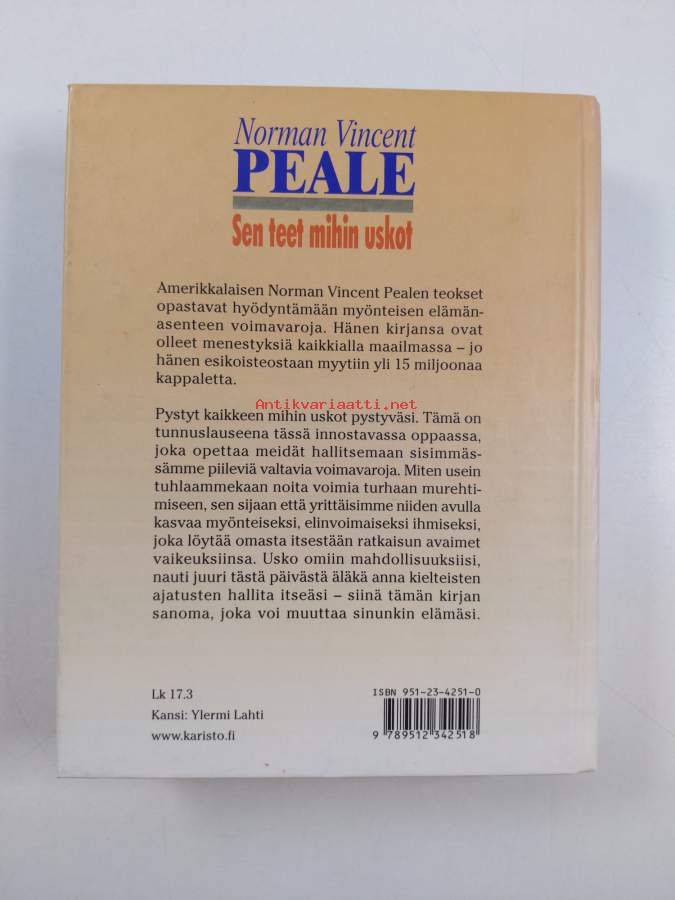 Norman Vincent
PEALE
Sen teet mihin uskot
Amerikkalaisen Norman Vincent Pealen teokset
opastavat hyödyntämään myönteisen elämän-
asenteen voimavaroja. Hänen kirjansa ovat
olleet menestyksiä kaikkialla maailmassa – jo
hänen esikoisteostaan myytiin yli 15 miljoonaa
kappaletta.
Antikvariaatti.net
Pystyt kaikkeen mihin uskot pystyväsi. Tämä on
tunnuslauseena tässä innostavassa oppaassa,
joka opettaa meidät hallitsemaan sisimmäs-
sämme piileviä valtavia voimavaroja. Miten usein
tuhlaammekaan noita voimia turhaan murehti-
miseen, sen sijaan että yrittäisimme niiden avulla
kasvaa myönteiseksi, elinvoimaiseksi ihmiseksi,
joka löytää omasta itsestään ratkaisun avaimet
vaikeuksiinsa. Usko omiin mahdollisuuksiisi,
nauti juuri tästä päivästä äläkä anna kielteisten
ajatusten hallita itseäsi – siinä tämän kirjan
sanoma, joka voi muuttaa sinunkin elämäsi.
Lk 17.3
Kansi: Ylermi Lahti
www.karisto.fi
ISBN 951-23-4251-0
9 789512 342518